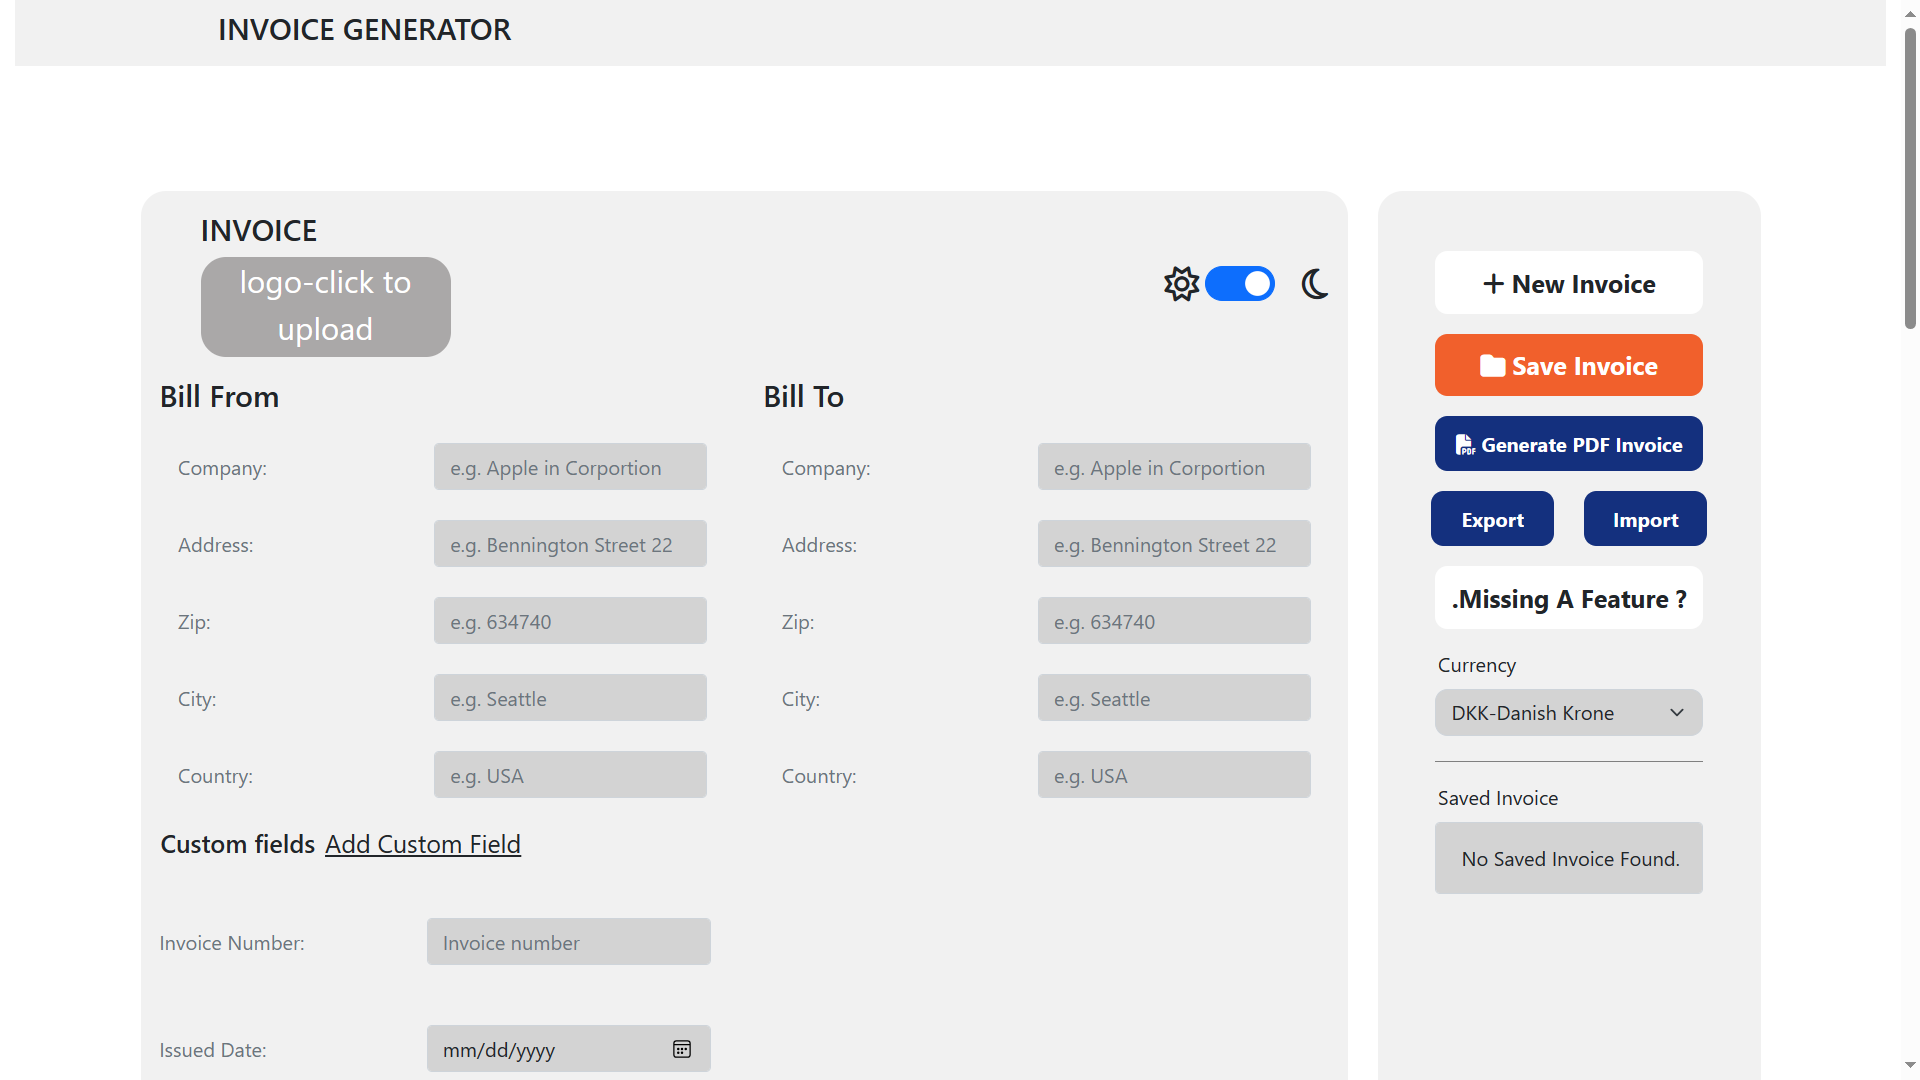 INVOICE GENERATOR
INVOICE
logo-click to
upload
Bill From
Company:
e.g. Apple in Corportion
Address:
e.g. Bennington Street 22
Zip:
e.g. 634740
City:
e.g. Seattle
Country:
e.g. USA
Bill To
Company:
e.g. Apple in Corportion
Address:
e.g. Bennington Street 22
Zip:
e.g. 634740
City:
e.g. Seattle
Country:
e.g. USA
Custom fields Add Custom Field
Invoice Number:
Invoice number
Issued Date:
mm/dd/yyyy
New Invoice
Save Invoice
PDF Generate PDF Invoice
Export
Import
.Missing A Feature ?
Currency
DKK-Danish Krone
Saved Invoice
No Saved Invoice Found.